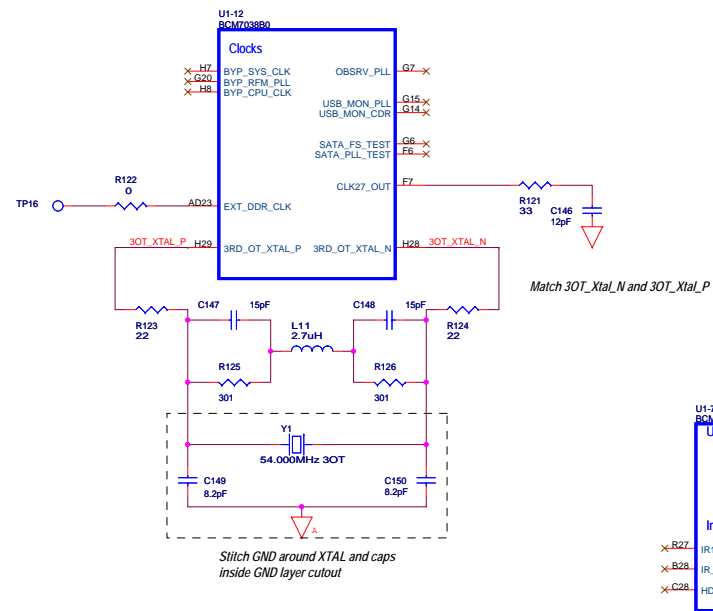 U1-12
BCM7038B0
Clocks
H7 BYP_SYS_CLK OBSRV_PLL G7
G20 BYP_RFM_PLL
H8 BYP_CPU_CLK
USB_MON_PLL G15
USB_MON_CDR G14
SATA_FS_TEST G6
SATA_PLL_TEST F6
CLK27_OUT F7
R122
0
TP16
AD23 EXT_DDR_CLK
R121
33
C146
12pF
3OT_XTAL_P H29 3RD_OT_XTAL_P 3RD_OT_XTAL_N H28 3OT_XTAL_N
Match 3OT_Xtal_N and 3OT_Xtal_P
C147 15pF
C148 15pF
R123
22
L11
2.7uH
R124
22
R125
301
R126
301
Y1
54.000MHz 3OT
C149
8.2pF
C150
8.2pF
A
Stitch GND around XTAL and caps
inside GND layer cutout
R27
B28
C28